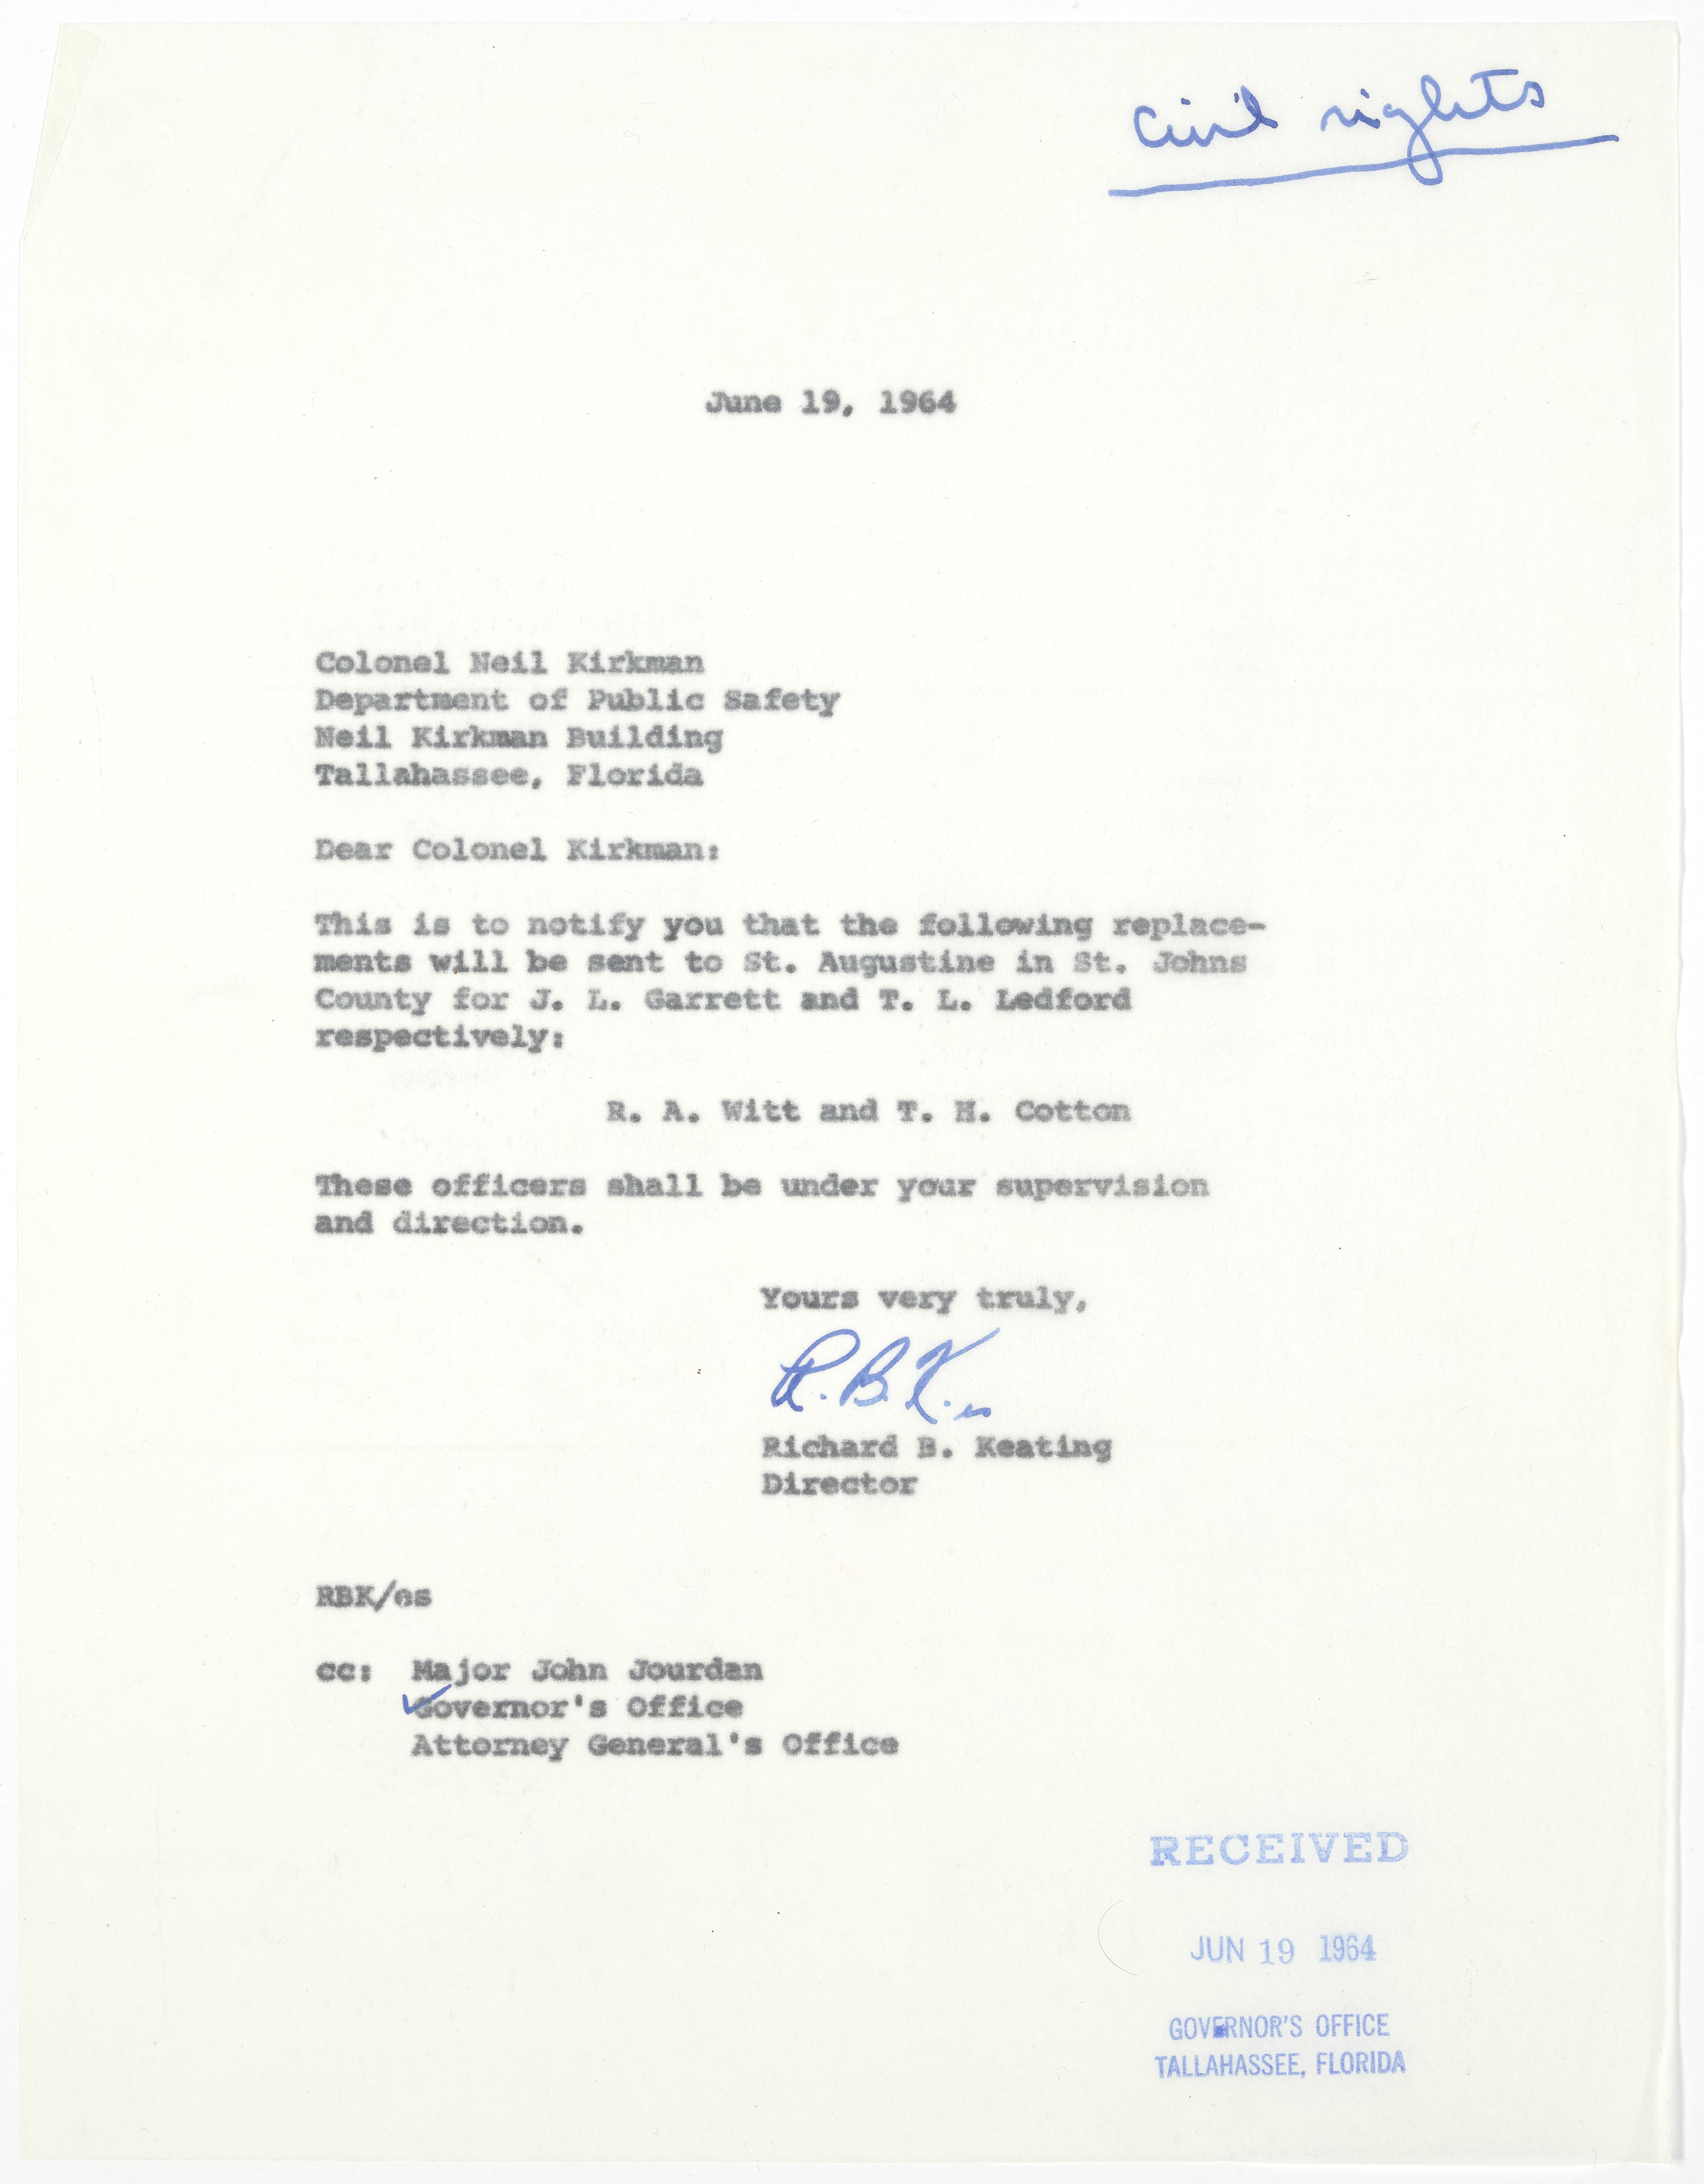 civil rights
June 19, 1964
Colonel Neil Kirkman
Department of Public Safety
Neil Kirkman Building
Tallahassee, Florida
Dear Colonel Kirkman:
This is to notify you that the following replace-
ments will be sent to St. Augustine in St. Johns
County for J. L. Garrett and T. L. Ledford
respectively:
R. A. Witt and T. H. Cotton
These officers shall be under your supervision
and direction.
Yours very truly,
R.B.K. es
Richard B. Keating
Director
RBK/es
cc: Major John Jourdan
Governor's Office
Attorney General's Office
RECEIVED
JUN 19 1964
GOVERNOR'S OFFICE
TALLAHASSEE, FLORIDA